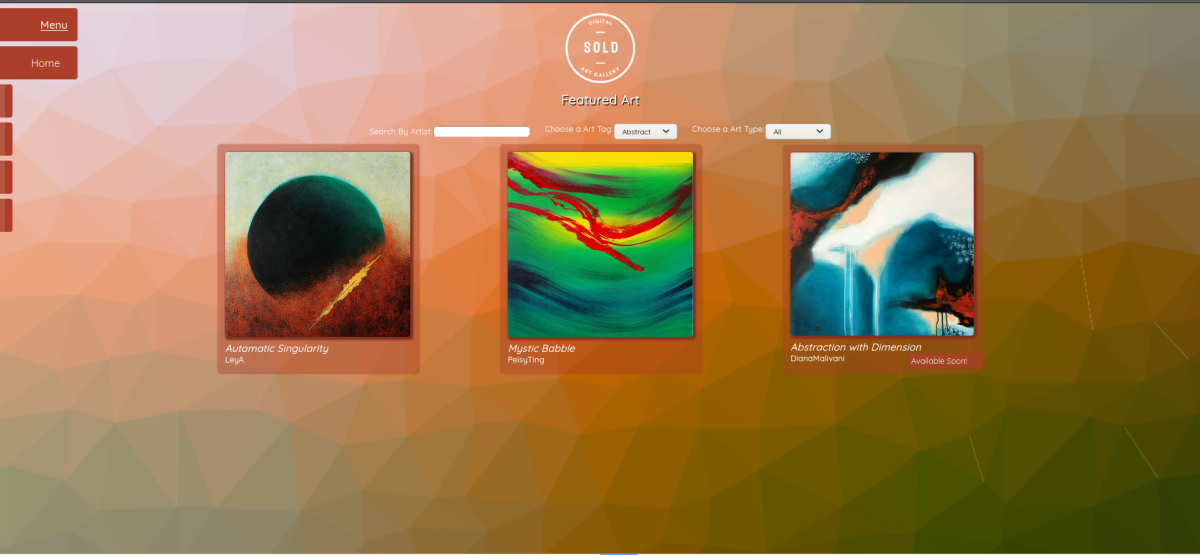 Menu
Home
DIGITAL
SOLD
ART GALLERY
Featured Art
Search By Artist:
Choose a Art Tag: Abstract
Choose a Art Type: All
Automatic Singularity
LeyA
Mystic Babble
PeisyTing
Abstraction with Dimension
DianaMalivani
Available Soon!